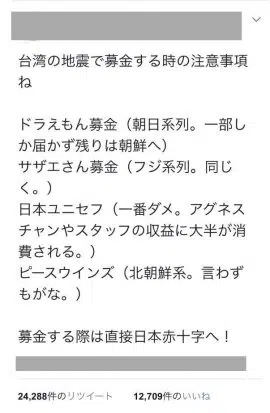 台湾の地震で募金する時の注意事項
ね
ドラえもん募金（朝日系列。一部し
か届かず残りは朝鮮へ）
サザエさん募金（フジ系列。同じ
く。）
日本ユニセフ（一番ダメ。アグネス
チャンやスタッフの収益に大半が消
費される。）
ピースウインズ（北朝鮮系。言わず
もがな。）
募金する際は直接日本赤十字へ！
24,288件のリツイート 12,709件のいいね